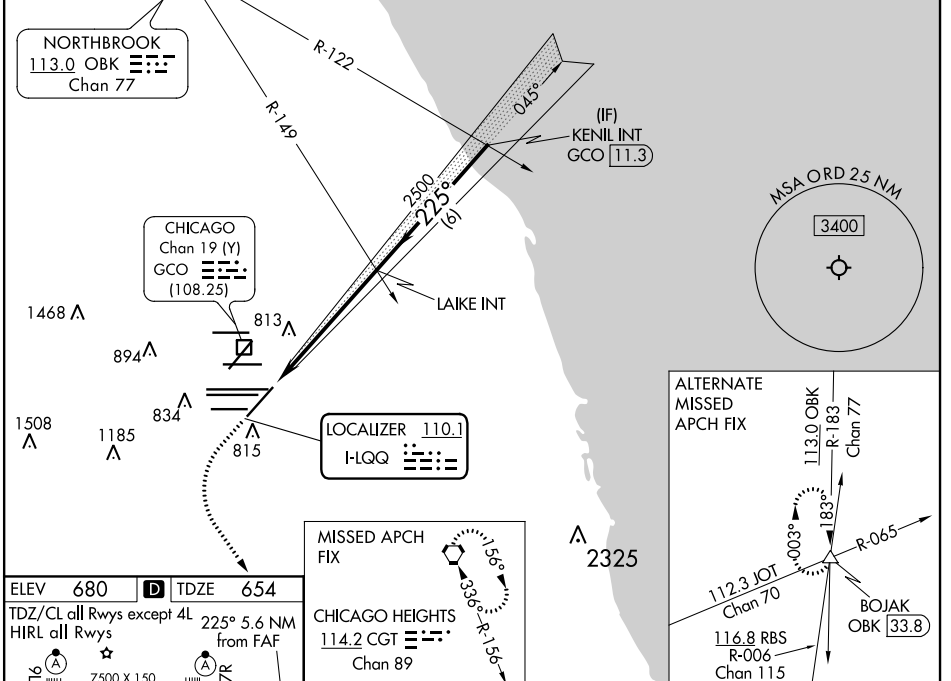 NORTHBROOK
113.0 OBK
Chan 77
R-122
R-149
045°
(IF)
KENIL INT
GCO 11.3
2500
225°
(6)
MSA ORD 25 NM
3400
CHICAGO
Chan 19 (Y)
GCO
(108.25)
LAIKE INT
1468
813
894
834
1508
1185
815
LOCALIZER 110.1
I-LQQ
2325
ALTERNATE
MISSED
APCH FIX
113.0 OBK
R-183
Chan 77
003°
183°
R-065
112.3 JOT
Chan 70
BOJAK
OBK 33.8
116.8 RBS
R-006
Chan 115
MISSED APCH
FIX
156°
336°
R-156
CHICAGO HEIGHTS
114.2 CGT
Chan 89
ELEV 680 D TDZE 654
TDZ/CL all Rwys except 4L
HIRL all Rwys
225° 5.6 NM
from FAF
A
A
7500 X 150